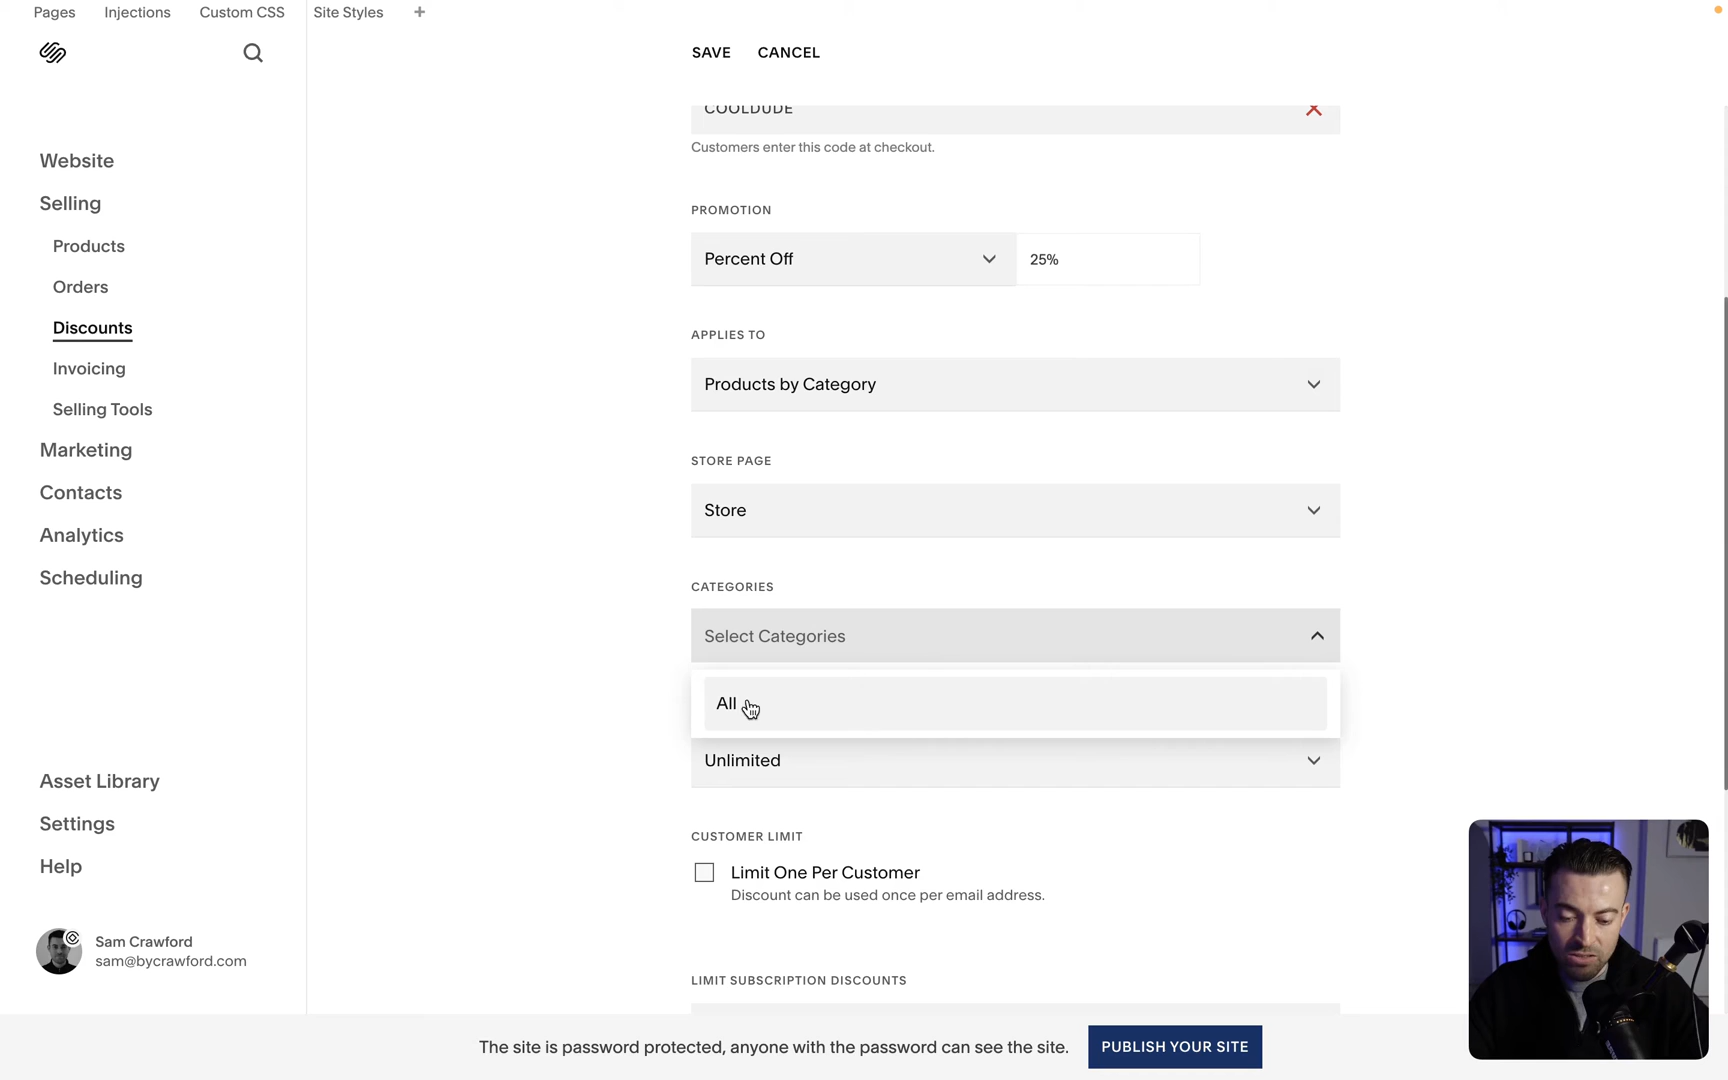 Pages Injections Custom CSS Site Styles +
SAVE CANCEL
Website
Selling
Products
Orders
Discounts
Invoicing
Selling Tools
Marketing
Contacts
Analytics
Scheduling
Asset Library
Settings
Help
Sam Crawford
sam@bycrawford.com
COOLDUDE
Customers enter this code at checkout.
PROMOTION
Percent Off 25%
APPLIES TO
Products by Category
STORE PAGE
Store
CATEGORIES
Select Categories
All
Unlimited
CUSTOMER LIMIT
Limit One Per Customer
Discount can be used once per email address.
LIMIT SUBSCRIPTION DISCOUNTS
The site is password protected, anyone with the password can see the site. PUBLISH YOUR SITE